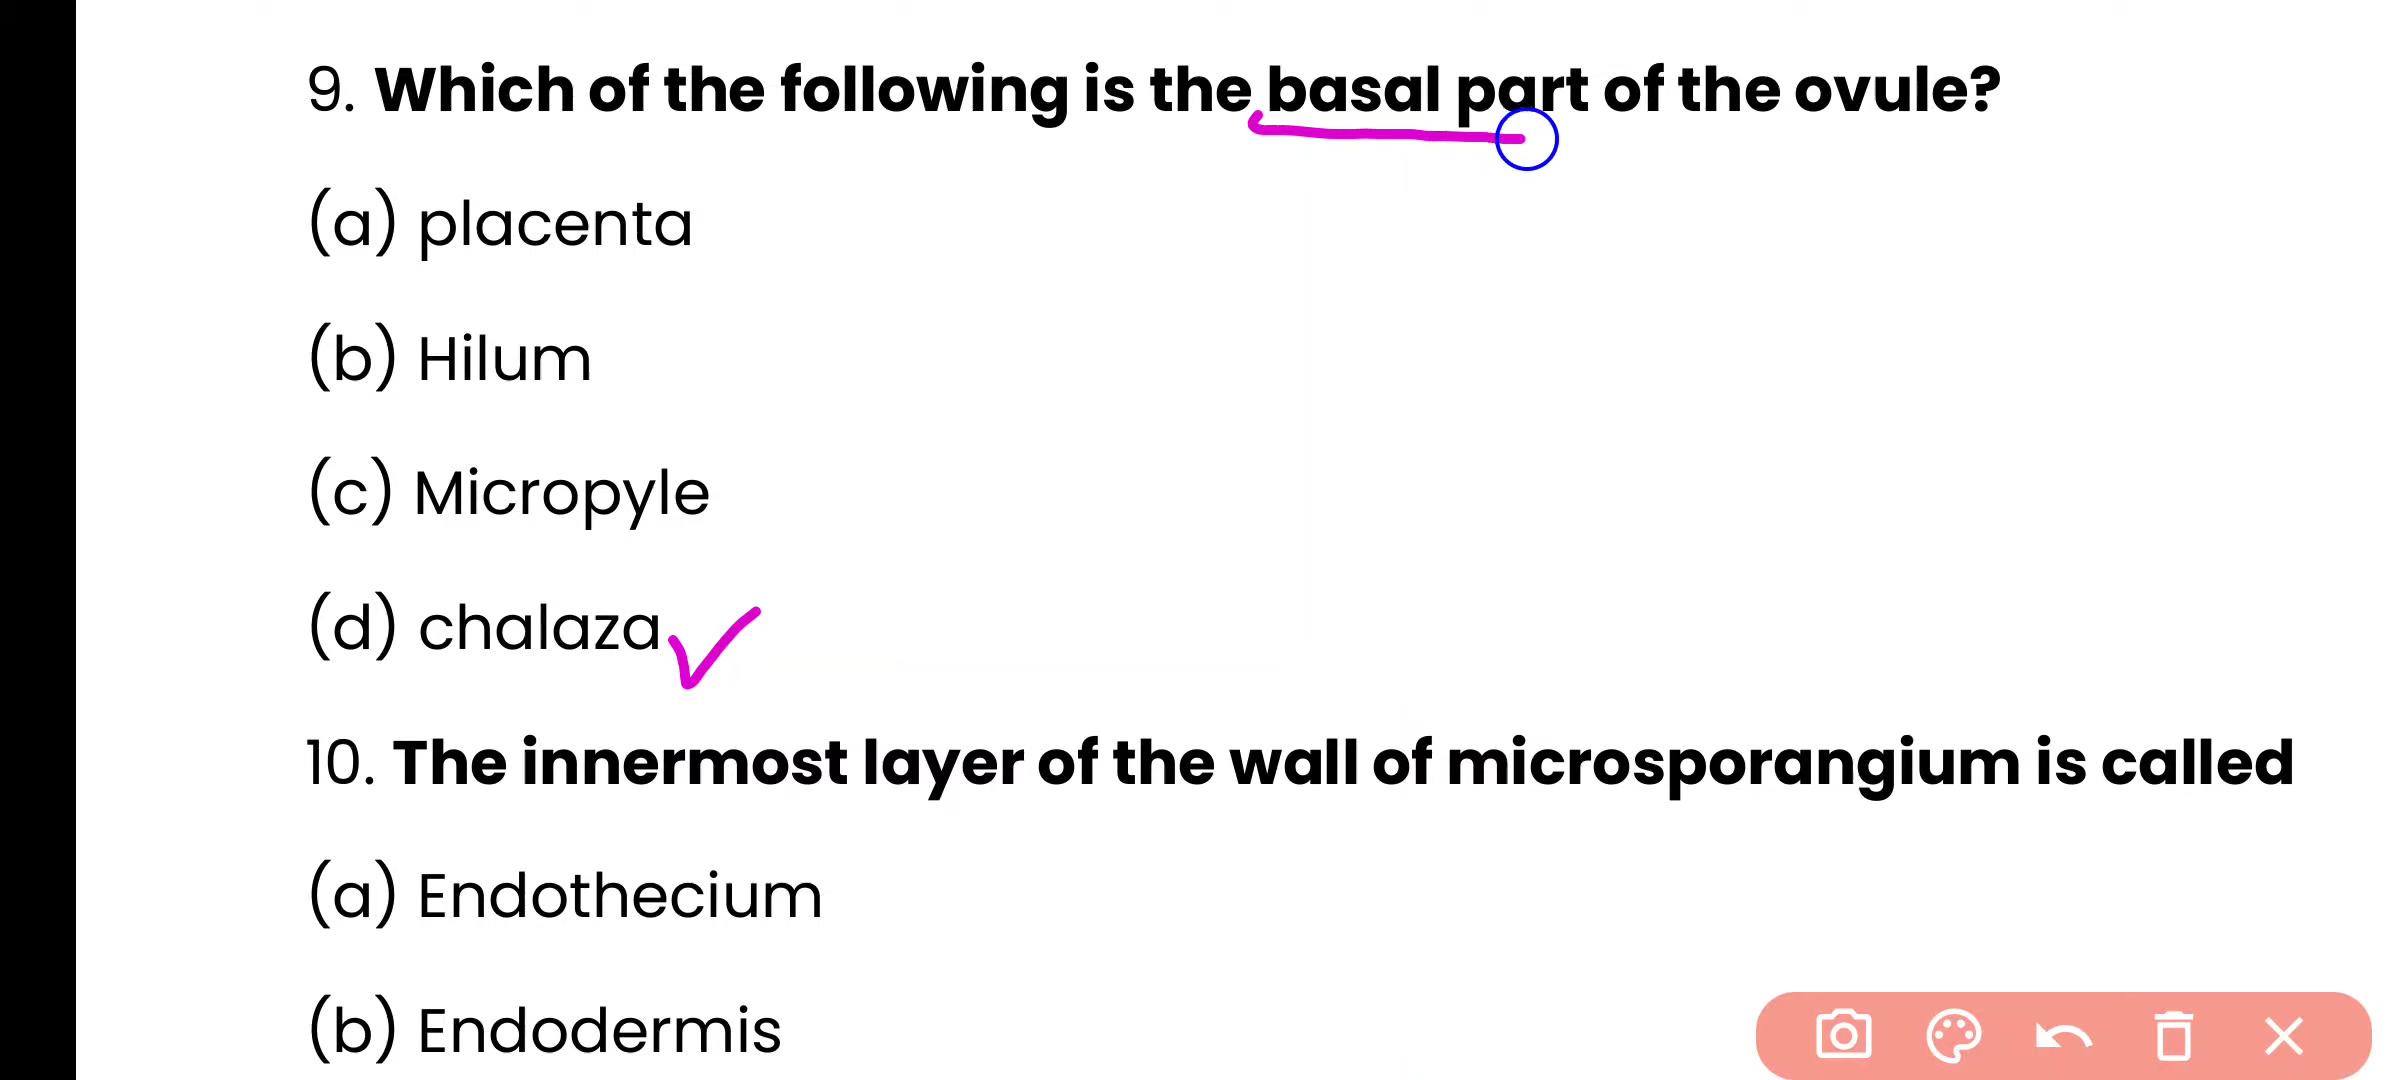 9. Which of the following is the basal part of the ovule?
(a) placenta
(b) Hilum
(c) Micropyle
(d) chalaza
10. The innermost layer of the wall of microsporangium is called
(a) Endothecium
(b) Endodermis